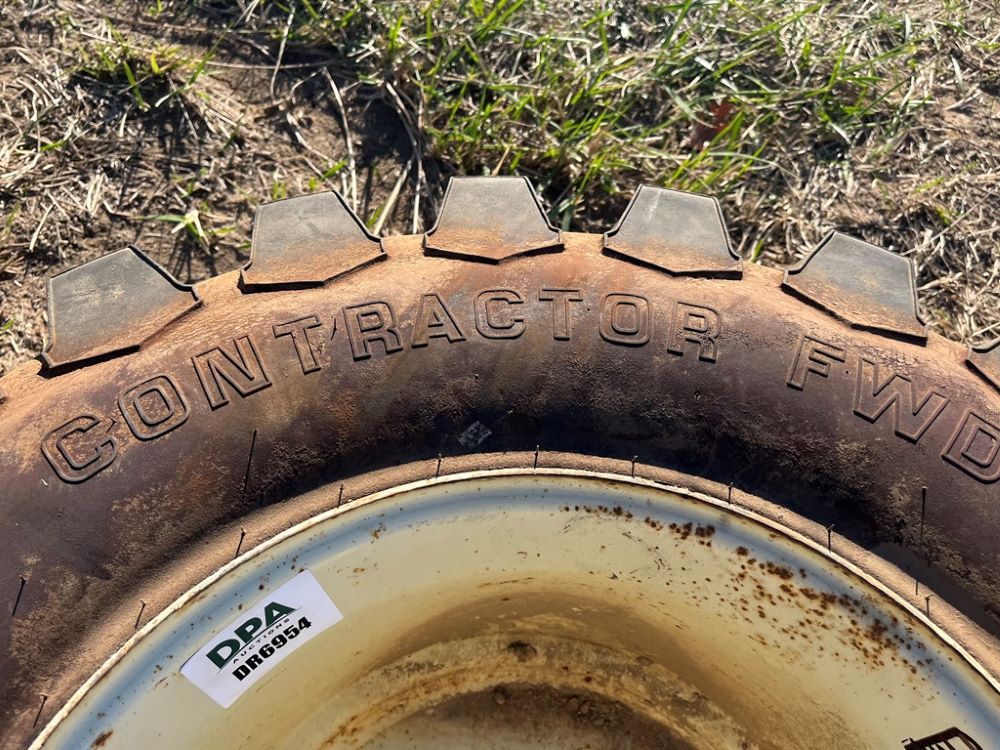 CONTRACTOR FWD
DPA
AUCTIONS
DR6954